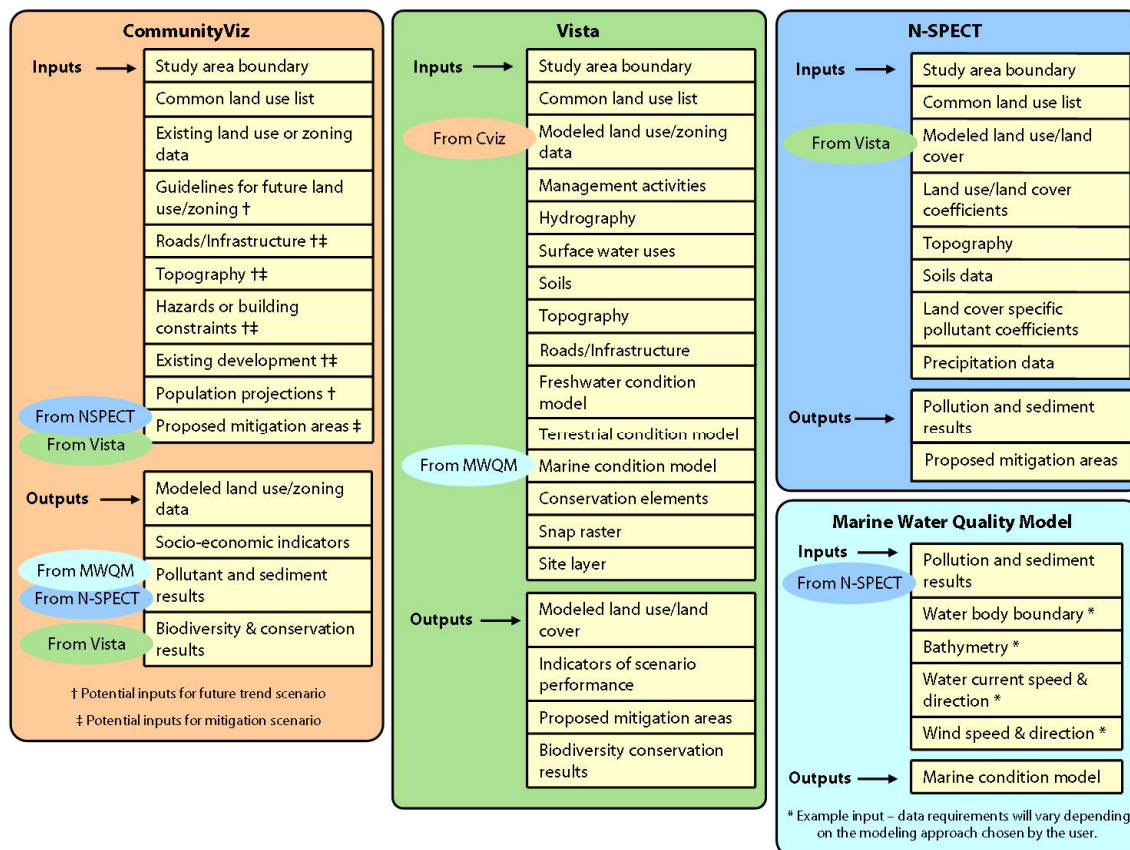 CommunityViz
Inputs
Study area boundary
Common land use list
Existing land use or zoning
data
Guidelines for future land
use/zoning †
Roads/Infrastructure †‡
Topography †‡
Hazards or building
constraints †‡
Existing development †‡
Population projections †
From NSPECT
From Vista
Proposed mitigation areas ‡
Outputs
Modeled land use/zoning
data
Socio-economic indicators
From MWQM
From N-SPECT
Pollutant and sediment
results
From Vista
Biodiversity & conservation
results
† Potential inputs for future trend scenario
‡ Potential inputs for mitigation scenario
Vista
Inputs
Study area boundary
Common land use list
From Cviz
Modeled land use/zoning
data
Management activities
Hydrography
Surface water uses
Soils
Topography
Roads/Infrastructure
Freshwater condition
model
Terrestrial condition model
From MWQM
Marine condition model
Conservation elements
Snap raster
Site layer
Outputs
Modeled land use/land
cover
Indicators of scenario
performance
Proposed mitigation areas
Biodiversity conservation
results
N-SPECT
Inputs
Study area boundary
Common land use list
From Vista
Modeled land use/land
cover
Land use/land cover
coefficients
Topography
Soils data
Land cover specific
pollutant coefficients
Precipitation data
Outputs
Pollution and sediment
results
Proposed mitigation areas
Marine Water Quality Model
Inputs
From N-SPECT
Pollution and sediment
results
Water body boundary *
Bathymetry *
Water current speed &
direction *
Wind speed & direction *
Outputs
Marine condition model
* Example input – data requirements will vary depending
on the modeling approach chosen by the user.